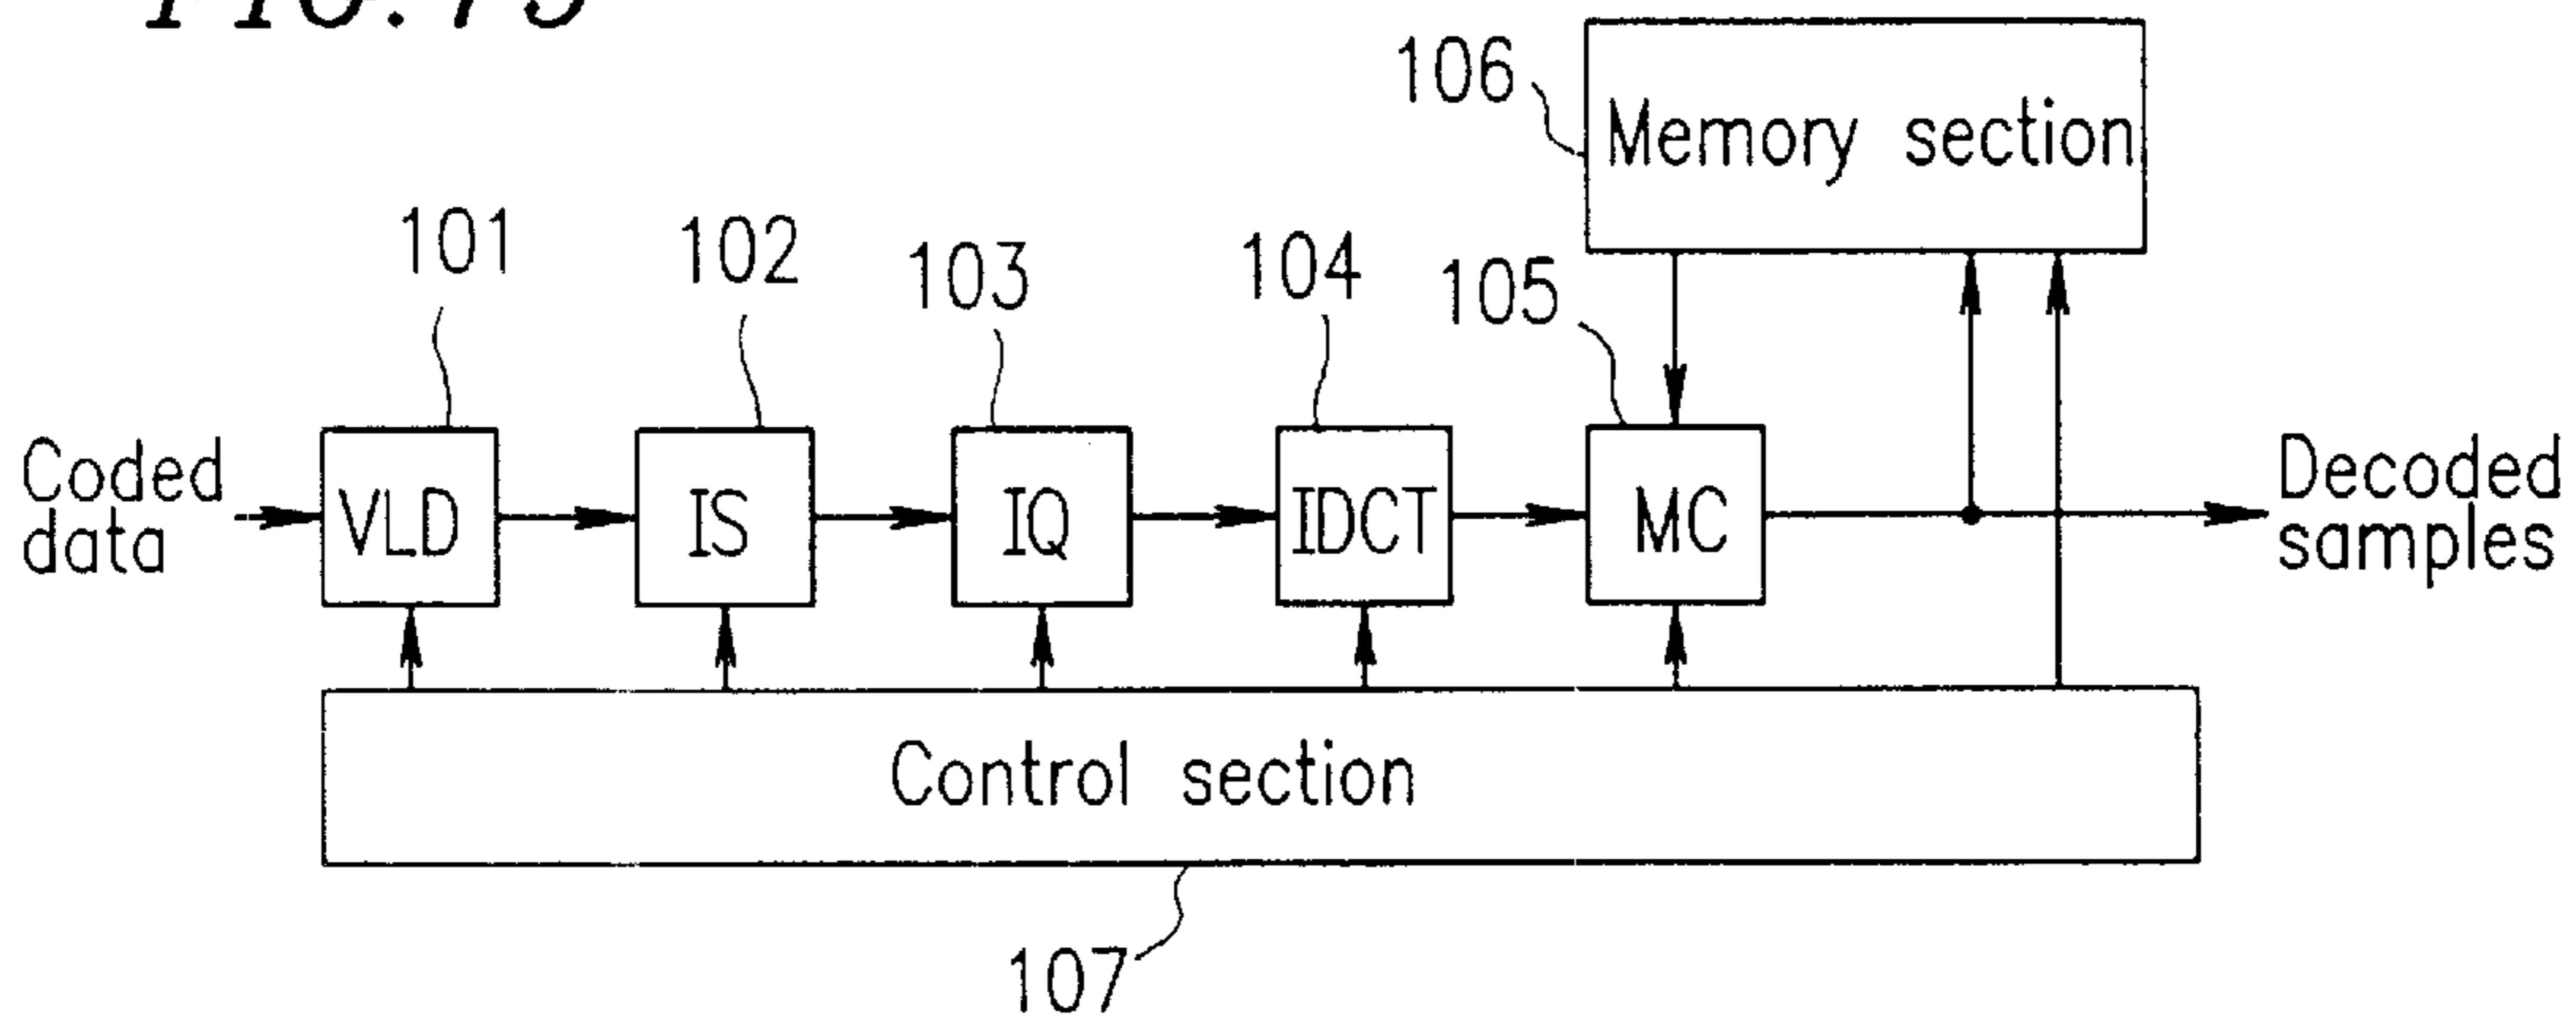 106
Memory section
101
102
103
104
105
Coded
data
VLD
IS
IQ
IDCT
MC
Decoded
samples
Control section
107